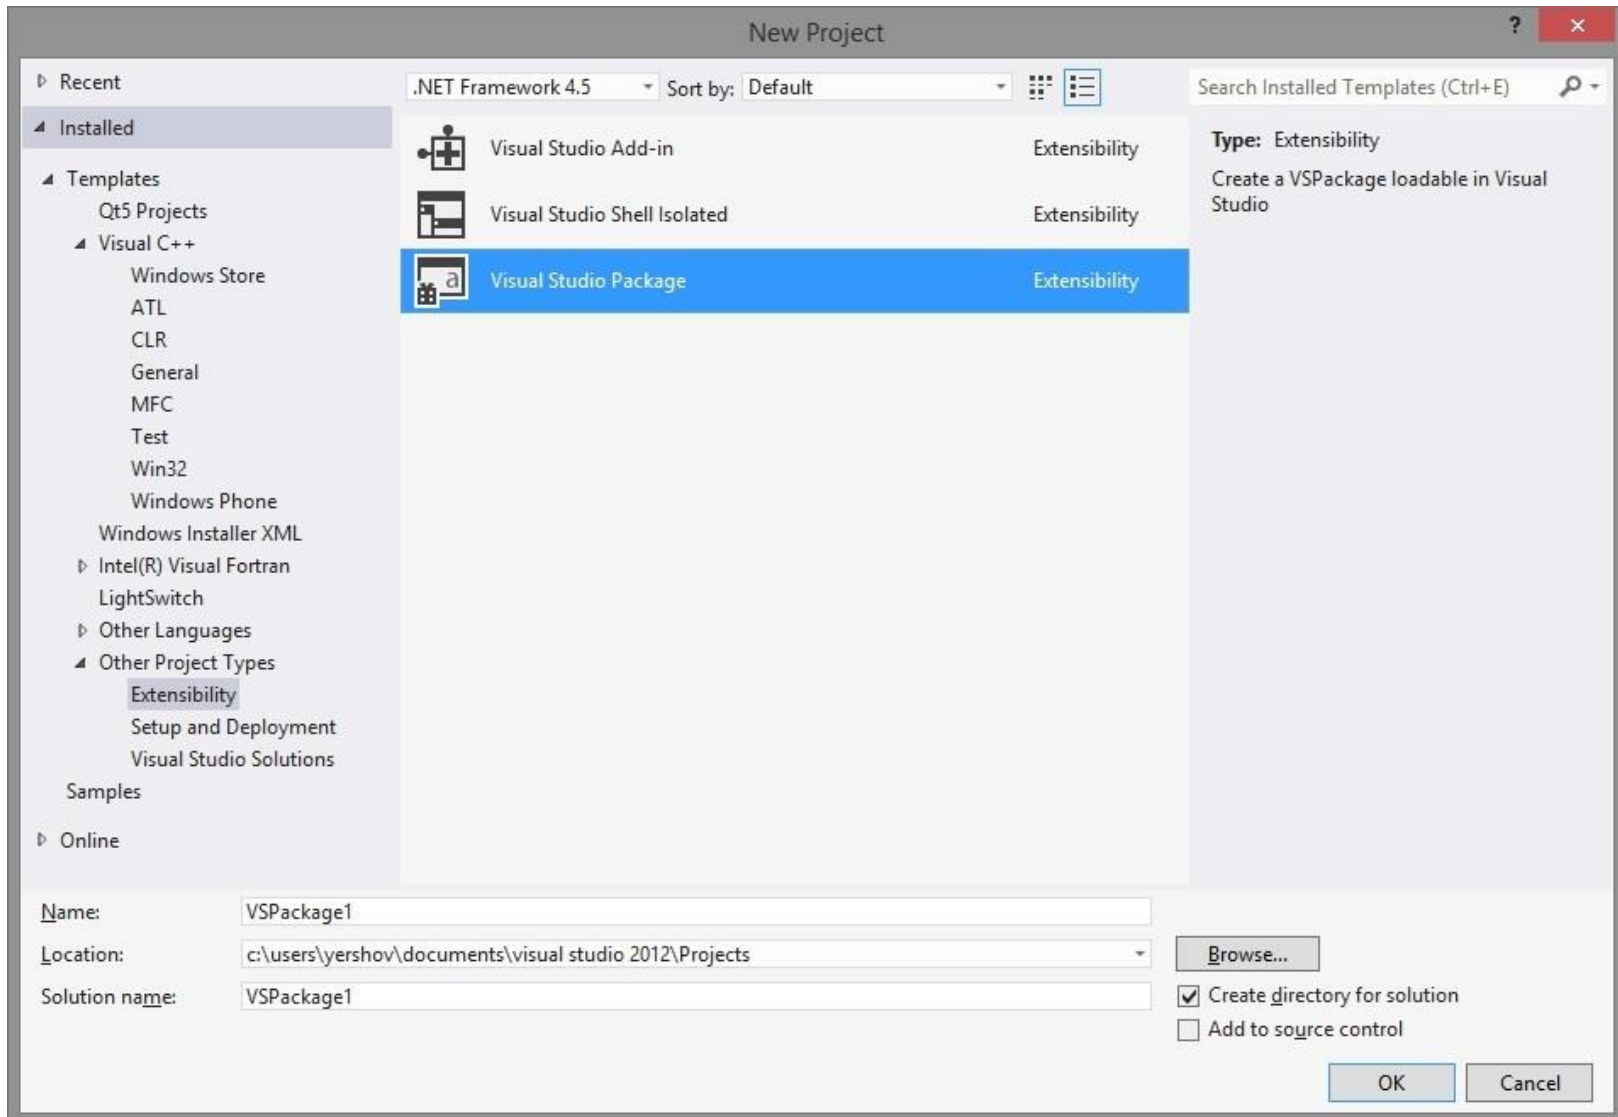 New Project
?
Recent
Installed
Templates
Qt5 Projects
Visual C++
Windows Store
ATL
CLR
General
MFC
Test
Win32
Windows Phone
Windows Installer XML
Intel(R) Visual Fortran
LightSwitch
Other Languages
Other Project Types
Extensibility
Setup and Deployment
Visual Studio Solutions
Samples
Online
.NET Framework 4.5
Sort by: Default
Visual Studio Add-in Extensibility
Visual Studio Shell Isolated Extensibility
a
Visual Studio Package Extensibility
Search Installed Templates (Ctrl+E)
Type: Extensibility
Create a VSPackage loadable in Visual
Studio
Name: VSPackage1
Location: c:\users\yershov\documents\visual studio 2012\Projects
Browse...
Solution name: VSPackage1
Create directory for solution
Add to source control
OK
Cancel